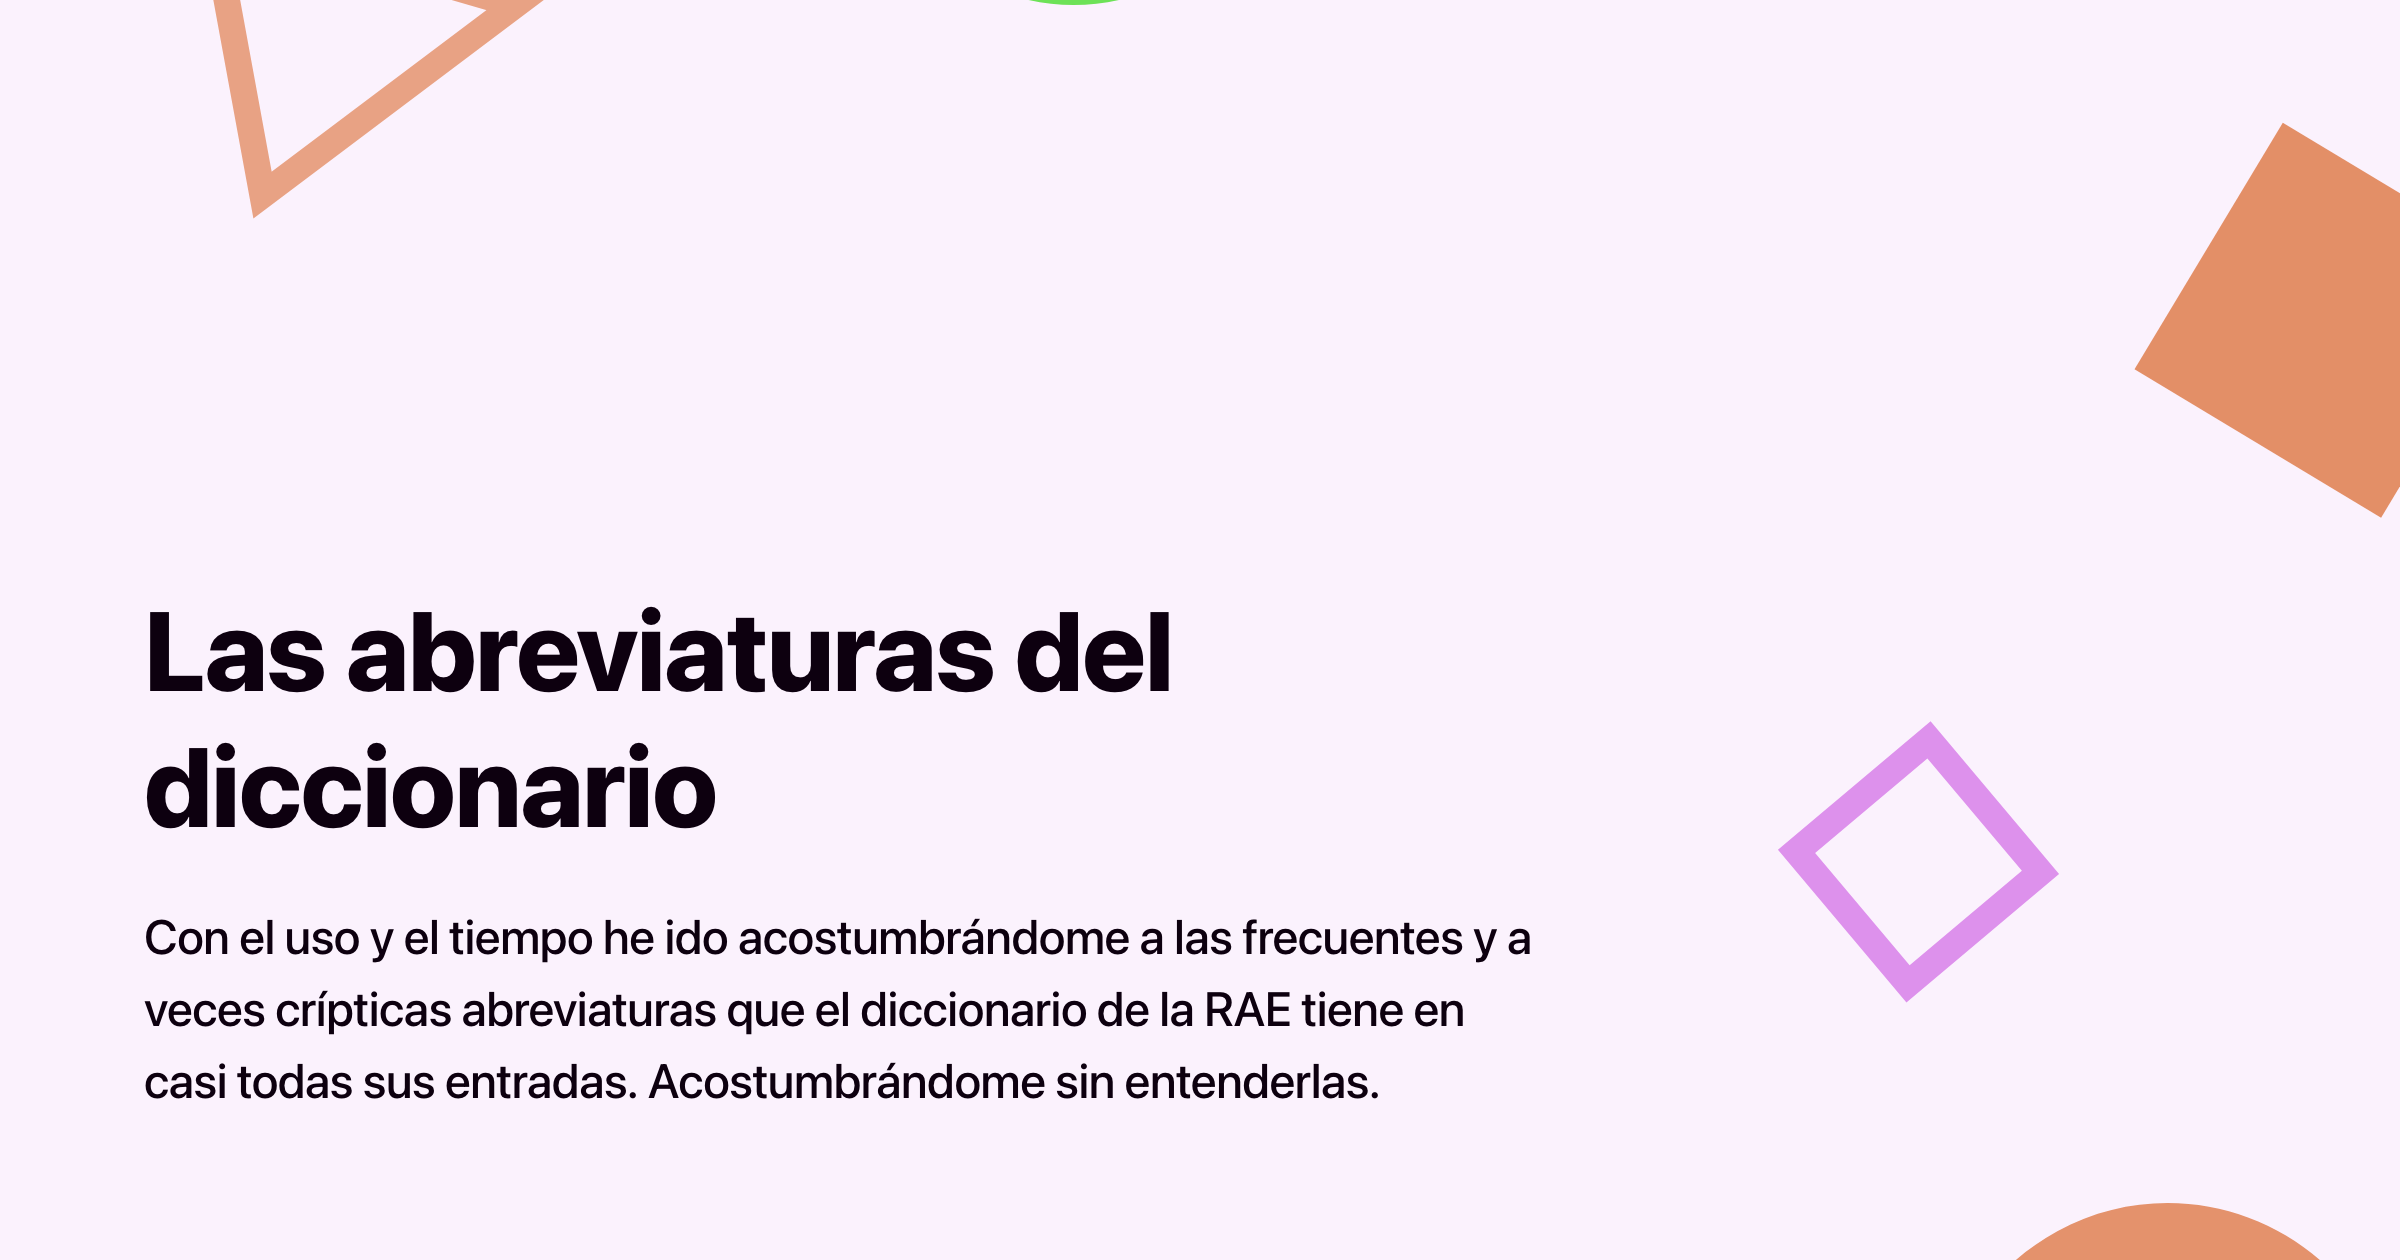 Las abreviaturas del
diccionario
Con el uso y el tiempo he ido acostumbrándome a las frecuentes y a
veces crípticas abreviaturas que el diccionario de la RAE tiene en
casi todas sus entradas. Acostumbrándome sin entenderlas.